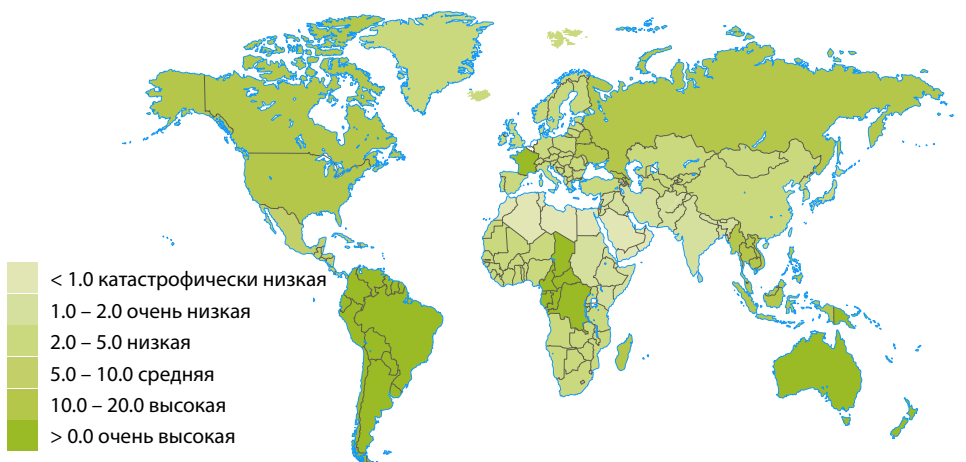 < 1.0 катастрофически низкая
1.0 – 2.0 очень низкая
2.0 – 5.0 низкая
5.0 – 10.0 средняя
10.0 – 20.0 высокая
> 0.0 очень высокая